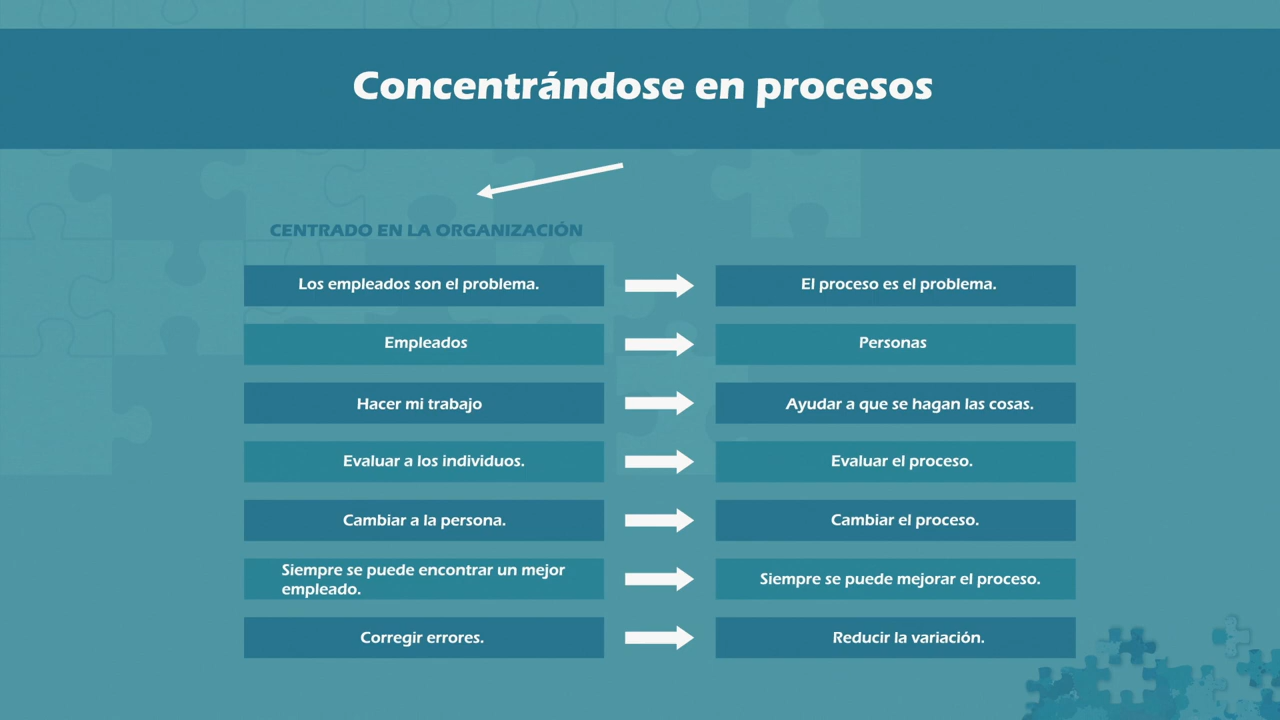 Concentrándose en procesos
CENTRADO EN LA ORGANIZACIÓN
Los empleados son el problema.
El proceso es el problema.
Empleados
Personas
Hacer mi trabajo
Ayudar a que se hagan las cosas.
Evaluar a los individuos.
Evaluar el proceso.
Cambiar a la persona.
Cambiar el proceso.
Siempre se puede encontrar un mejor
empleado.
Siempre se puede mejorar el proceso.
Corregir errores.
Reducir la variación.